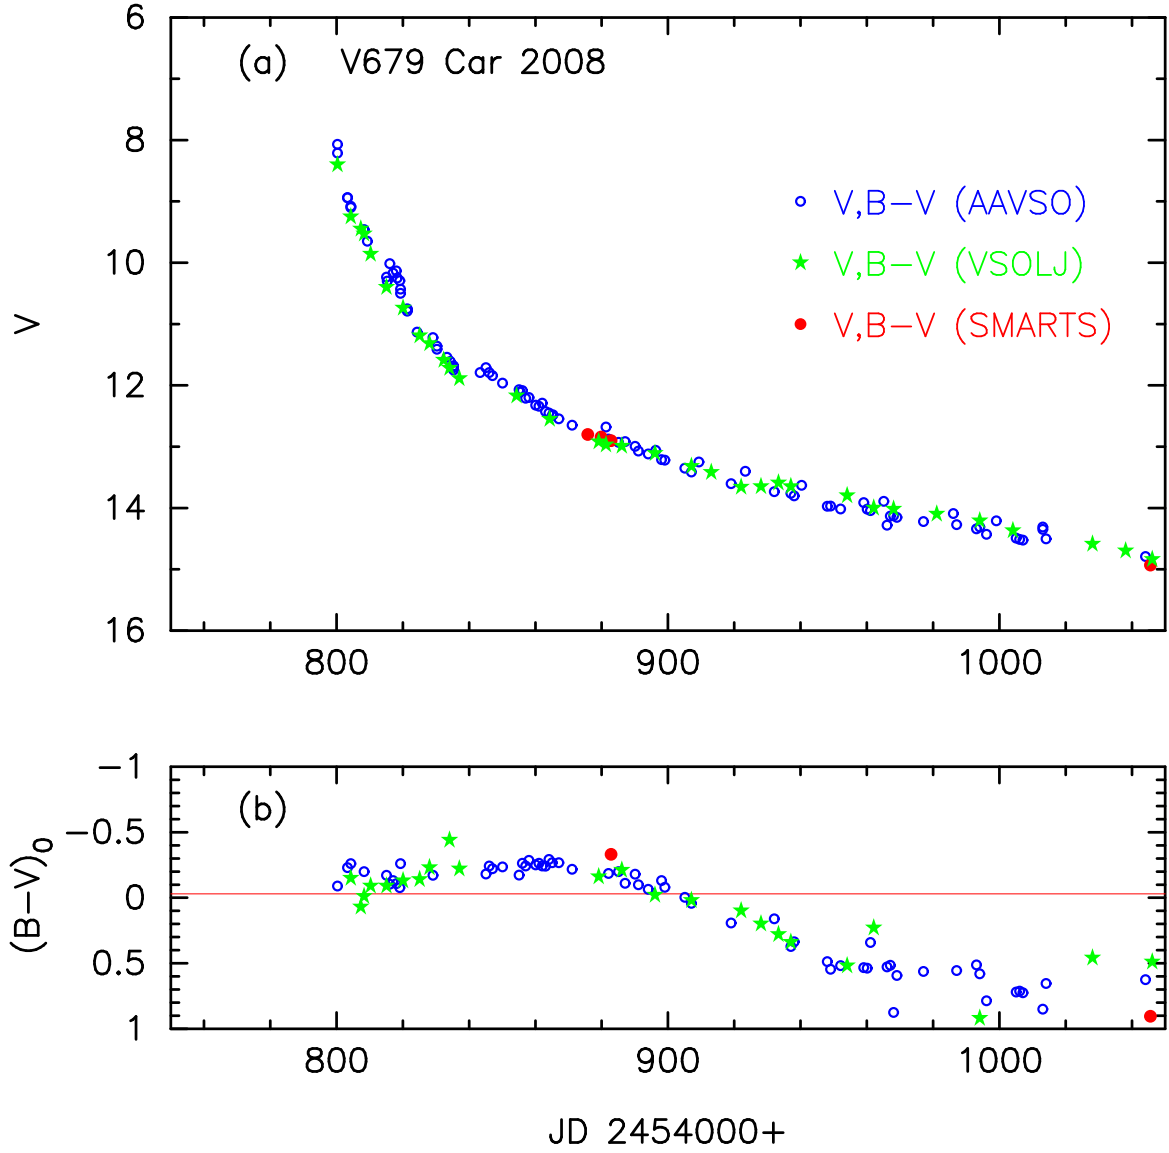 6
(a) V679 Car 2008
8
V,B−V (AAVSO)
10
V,B−V (VSOLJ)
V
V,B−V (SMARTS)
12
14
16
800 900 1000
−1
(b)
−0.5
(B−V)0
0
0.5
1
800 900 1000
JD 2454000+